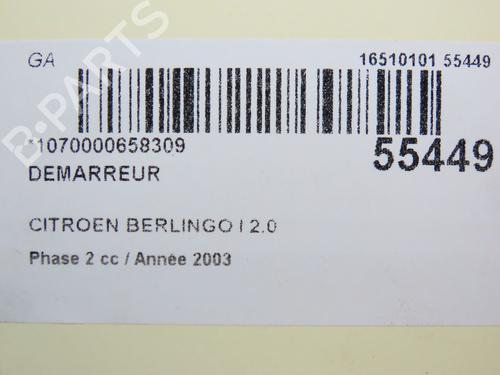 GA
16510101 55449
*1070000658309
55449
DEMARREUR
CITROEN BERLINGO I 2.0
Phase 2 cc / Année 2003
B-PARTS